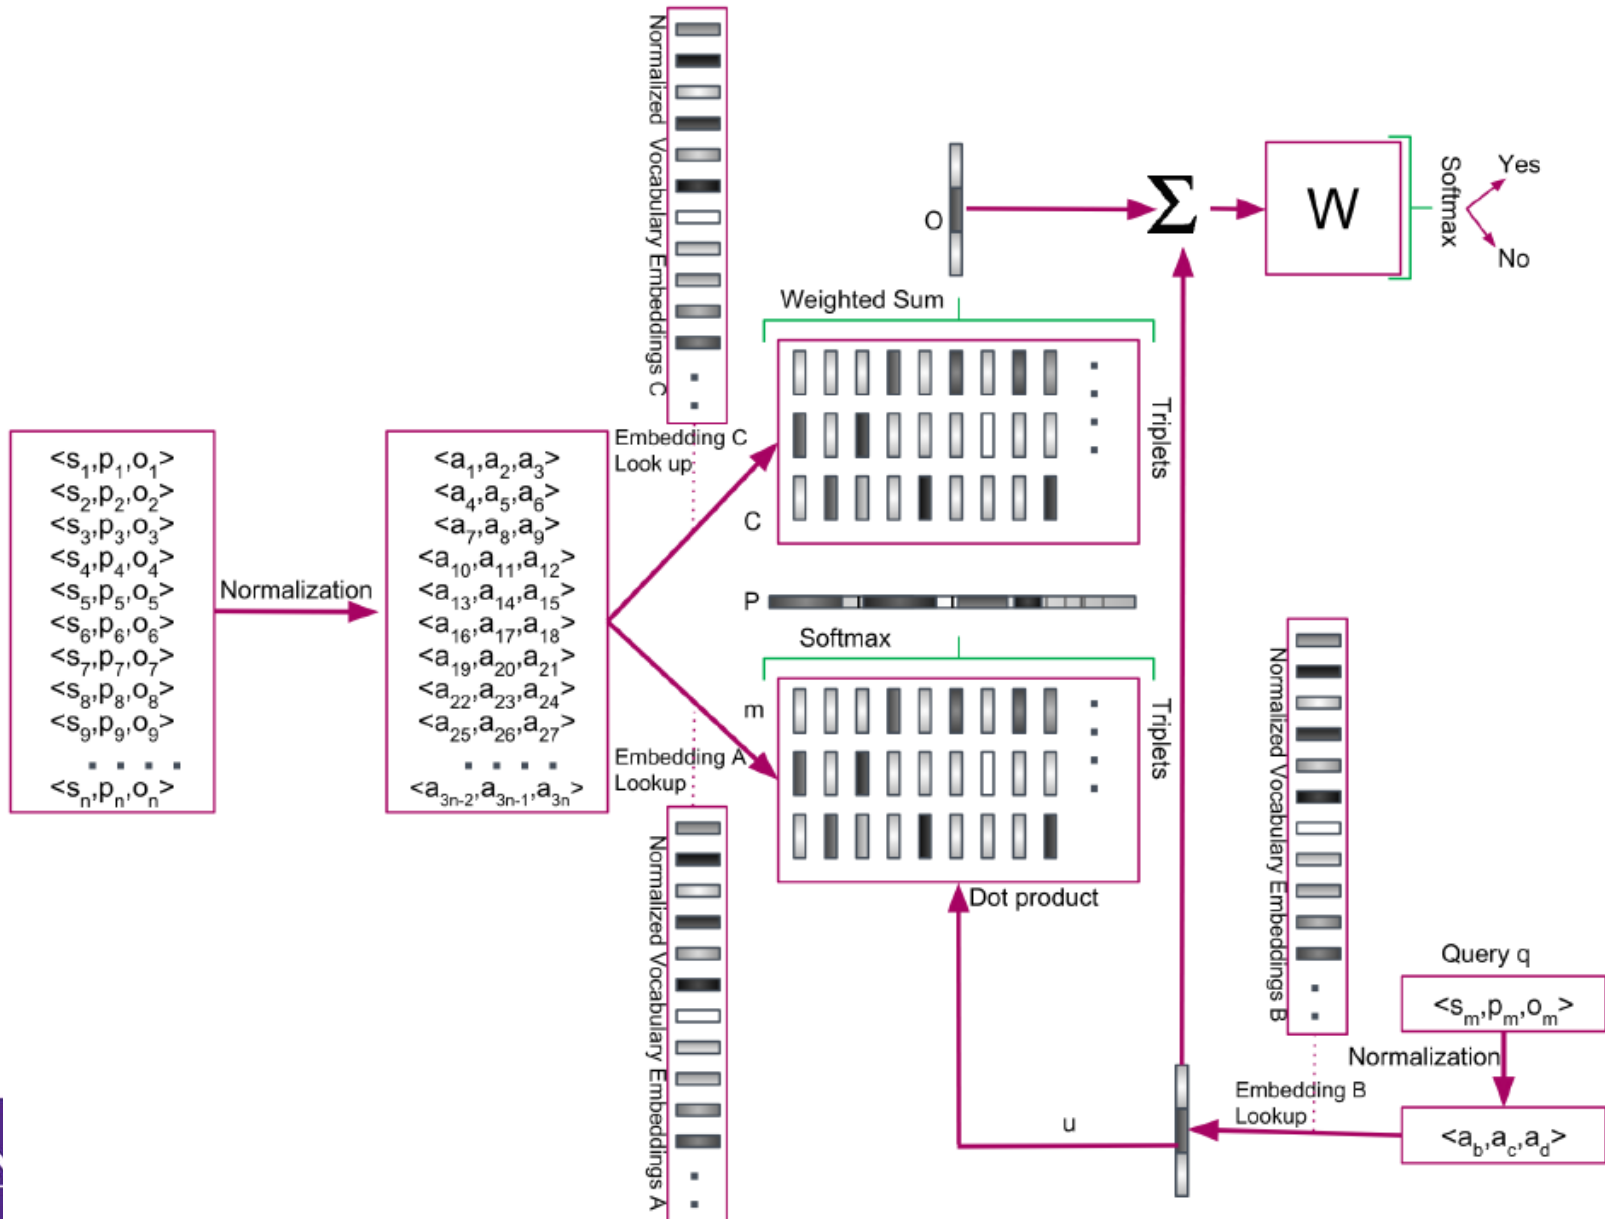 <s1,p1,o1>
<s2,p2,o2>
<s3,p3,o3>
<s4,p4,o4>
<s5,p5,o5>
<s6,p6,o6>
<s7,p7,o7>
<s8,p8,o8>
<s9,p9,o9>
<sn,pn,on>
Normalization
<a1,a2,a3>
<a4,a5,a6>
<a7,a8,a9>
<a10,a11,a12>
<a13,a14,a15>
<a16,a17,a18>
<a19,a20,a21>
<a22,a23,a24>
<a25,a26,a27>
<a3n-2,a3n-1,a3n>
Normalized Vocabulary Embeddings C
Embedding C
Look up
Embedding A
Lookup
Normalized Vocabulary Embeddings A
O
Σ
W
Softmax
Yes
No
Weighted Sum
Triplets
C
P
Softmax
m
Triplets
Dot product
u
Normalized Vocabulary Embeddings B
Embedding B
Lookup
Query q
<sm,pm,om>
Normalization
<ab,ac,ad>